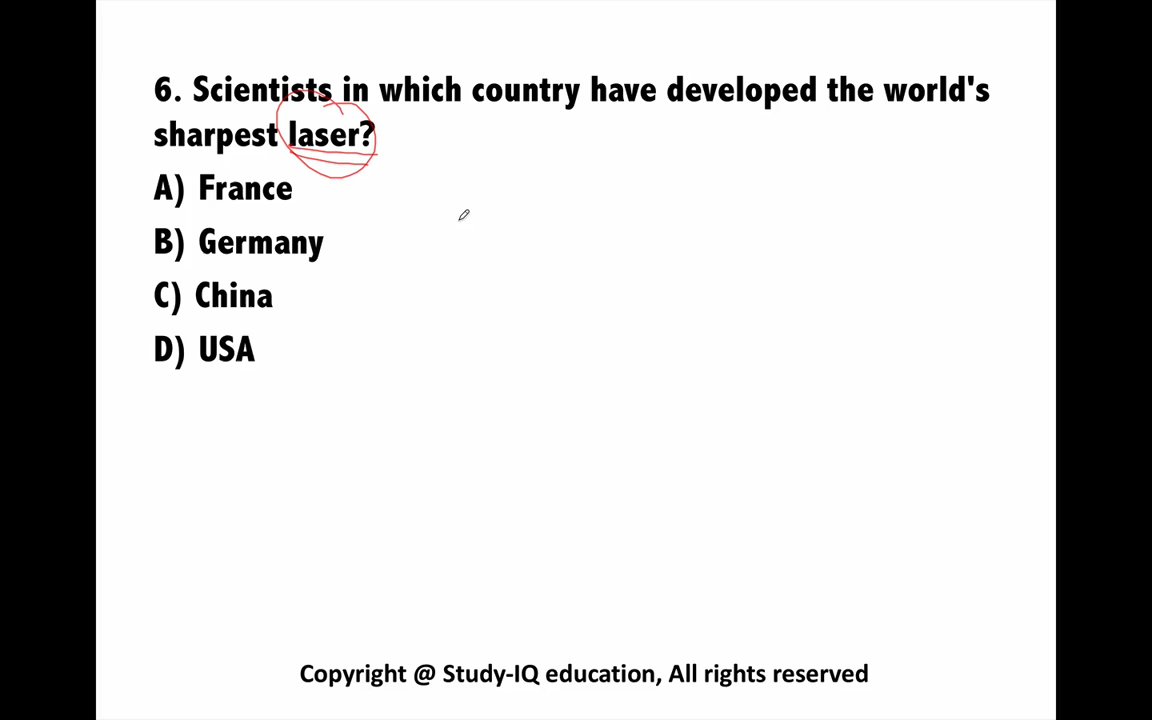 6. Scientists in which country have developed the world's
sharpest laser?
A) France
B) Germany
C) China
D) USA
Copyright @ Study-IQ education, All rights reserved